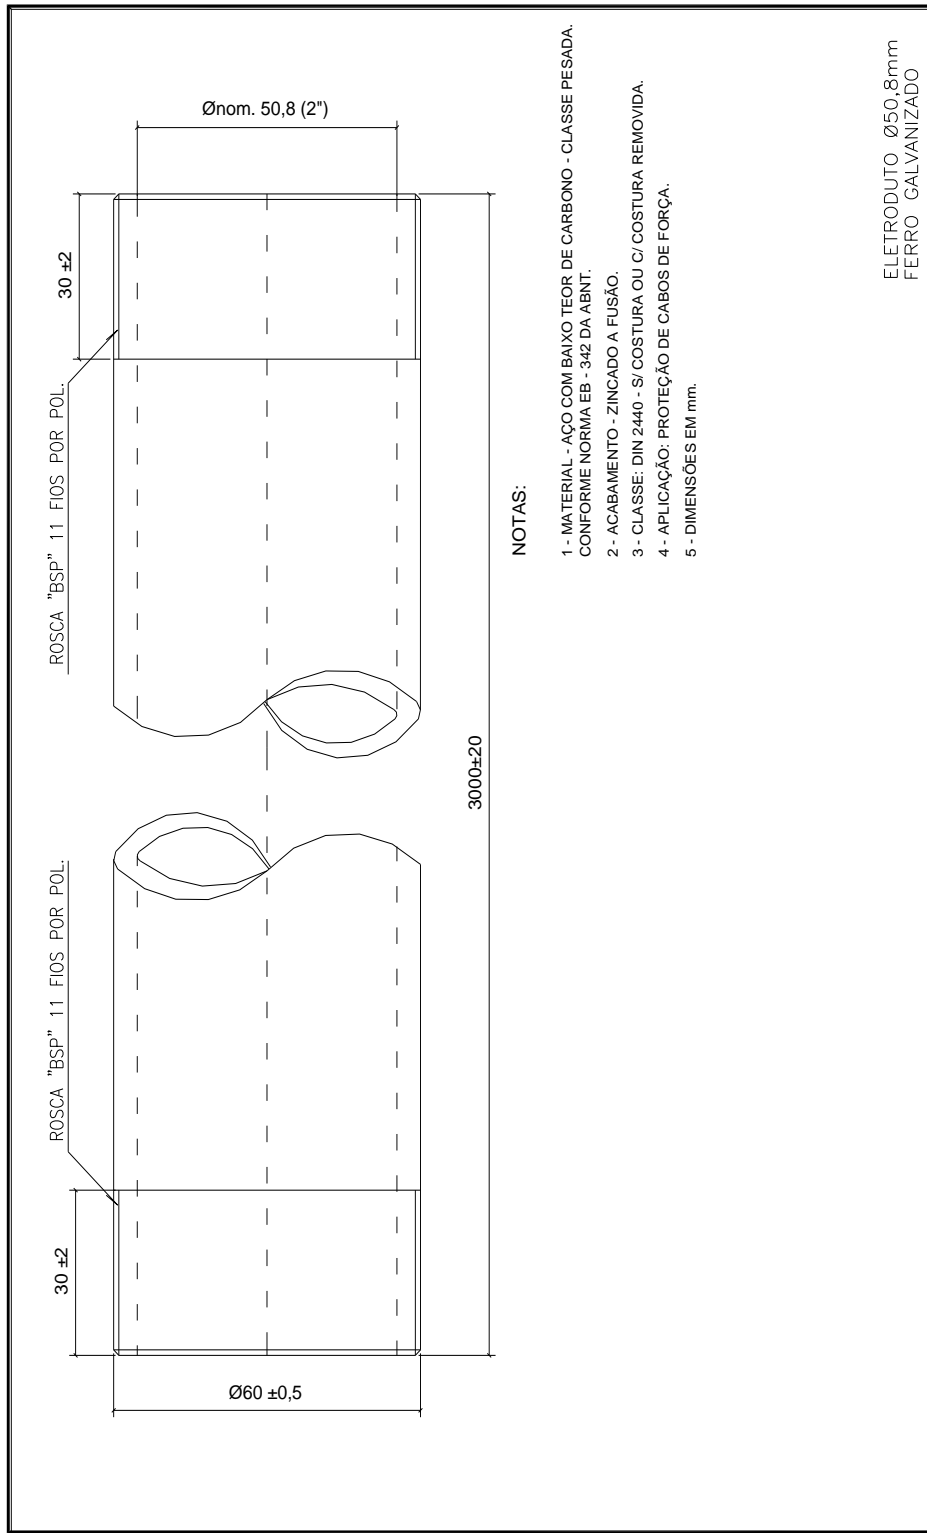 Ønom. 50,8 (2")
30 ±2
ROSCA "BSP" 11 FIOS POR POL.
3000±20
ROSCA "BSP" 11 FIOS POR POL.
30 ±2
Ø60 ±0,5
NOTAS:
1 - MATERIAL - AÇO COM BAIXO TEOR DE CARBONO - CLASSE PESADA.
CONFORME NORMA EB - 342 DA ABNT.
2 - ACABAMENTO - ZINCADO A FUSÃO.
3 - CLASSE: DIN 2440 - S/ COSTURA OU C/ COSTURA REMOVIDA.
4 - APLICAÇÃO: PROTEÇÃO DE CABOS DE FORÇA.
5 - DIMENSÕES EM mm.
ELETRODUTO Ø50,8mm
FERRO GALVANIZADO